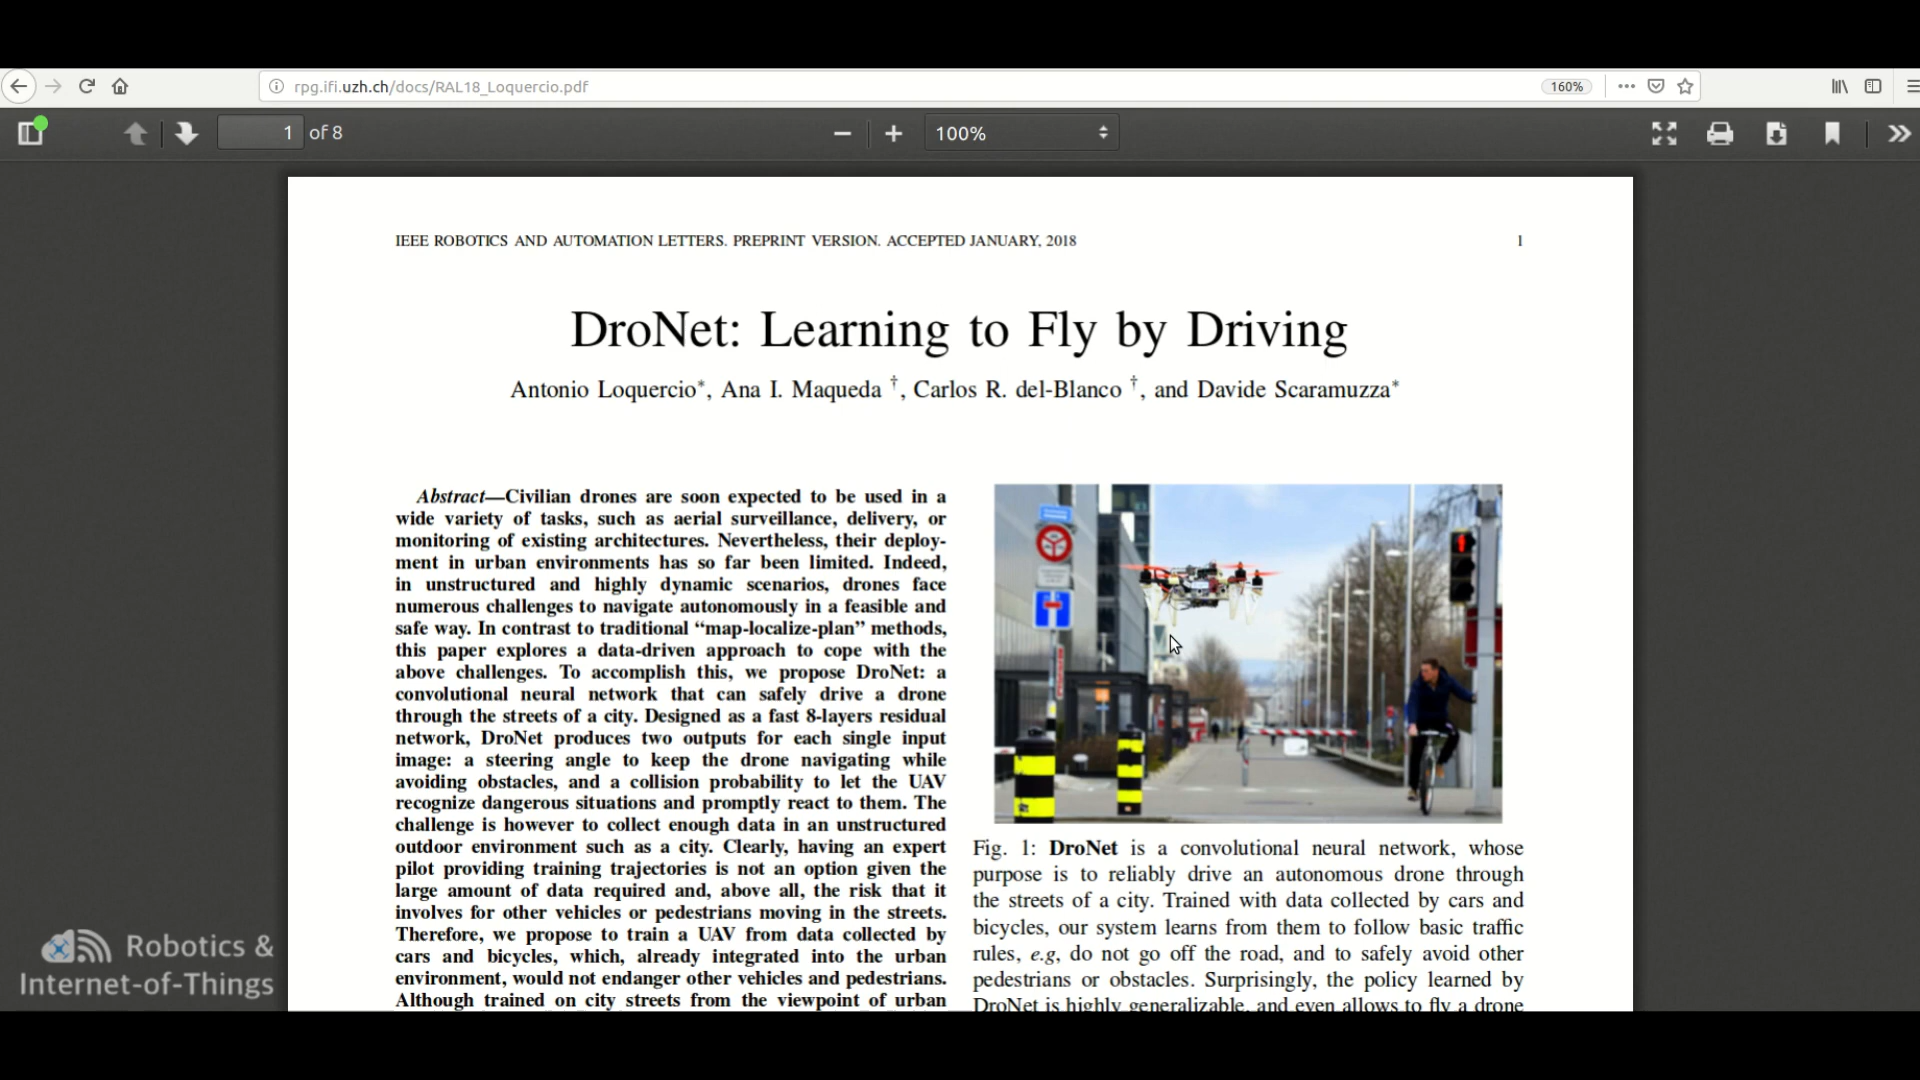 rpg.ifi.uzh.ch/docs/RAL18_Loquercio.pdf
160%
1 of 8
100%
IEEE ROBOTICS AND AUTOMATION LETTERS. PREPRINT VERSION. ACCEPTED JANUARY, 2018
1
DroNet: Learning to Fly by Driving
Antonio Loquercio*, Ana I. Maqueda †, Carlos R. del-Blanco †, and Davide Scaramuzza*
Abstract—Civilian drones are soon expected to be used in a
wide variety of tasks, such as aerial surveillance, delivery, or
monitoring of existing architectures. Nevertheless, their deploy-
ment in urban environments has so far been limited. Indeed,
in unstructured and highly dynamic scenarios, drones face
numerous challenges to navigate autonomously in a feasible and
safe way. In contrast to traditional “map-localize-plan” methods,
this paper explores a data-driven approach to cope with the
above challenges. To accomplish this, we propose DroNet: a
convolutional neural network that can safely drive a drone
through the streets of a city. Designed as a fast 8-layers residual
network, DroNet produces two outputs for each single input
image: a steering angle to keep the drone navigating while
avoiding obstacles, and a collision probability to let the UAV
recognize dangerous situations and promptly react to them. The
challenge is however to collect enough data in an unstructured
outdoor environment such as a city. Clearly, having an expert
pilot providing training trajectories is not an option given the
large amount of data required and, above all, the risk that it
involves for other vehicles or pedestrians moving in the streets.
Therefore, we propose to train a UAV from data collected by
cars and bicycles, which, already integrated into the urban
environment, would not endanger other vehicles and pedestrians.
Although trained on city streets from the viewpoint of urban
Fig. 1: DroNet is a convolutional neural network, whose
purpose is to reliably drive an autonomous drone through
the streets of a city. Trained with data collected by cars and
bicycles, our system learns from them to follow basic traffic
rules, e.g, do not go off the road, and to safely avoid other
pedestrians or obstacles. Surprisingly, the policy learned by
DroNet is highly generalizable, and even allows to fly a drone
Robotics &
Internet-of-Things